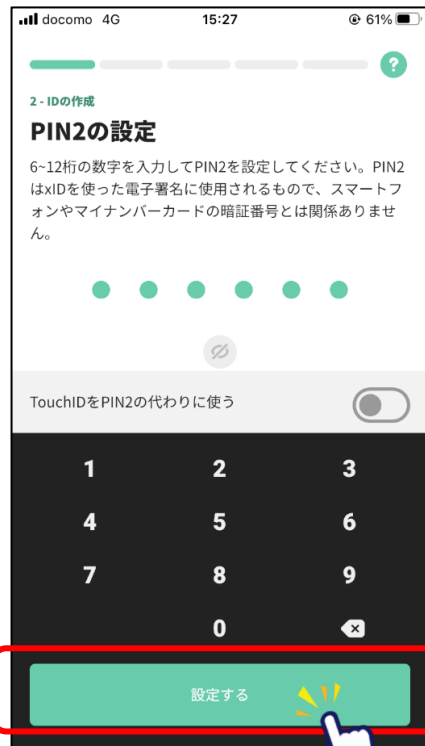 docomo 4G 15:27 61%
?
2 - IDの作成
PIN2の設定
6~12桁の数字を入力してPIN2を設定してください。PIN2
はxIDを使った電子署名に使用されるもので、スマートフ
ォンやマイナンバーカードの暗証番号とは関係ありませ
ん。
TouchIDをPIN2の代わりに使う
1 2 3
4 5 6
7 8 9
0
設定する